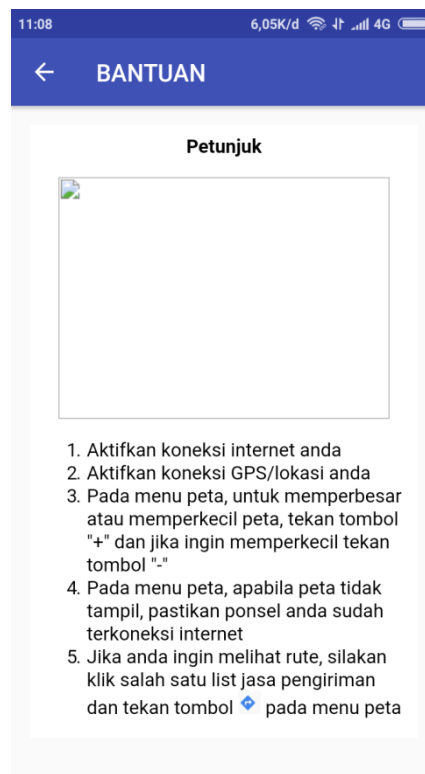 11:08 6,05K/d 4G
BANTUAN
Petunjuk
1. Aktifkan koneksi internet anda
2. Aktifkan koneksi GPS/lokasi anda
3. Pada menu peta, untuk memperbesar
atau memperkecil peta, tekan tombol
"+" dan jika ingin memperkecil tekan
tombol "-"
4. Pada menu peta, apabila peta tidak
tampil, pastikan ponsel anda sudah
terkoneksi internet
5. Jika anda ingin melihat rute, silakan
klik salah satu list jasa pengiriman
dan tekan tombol pada menu peta